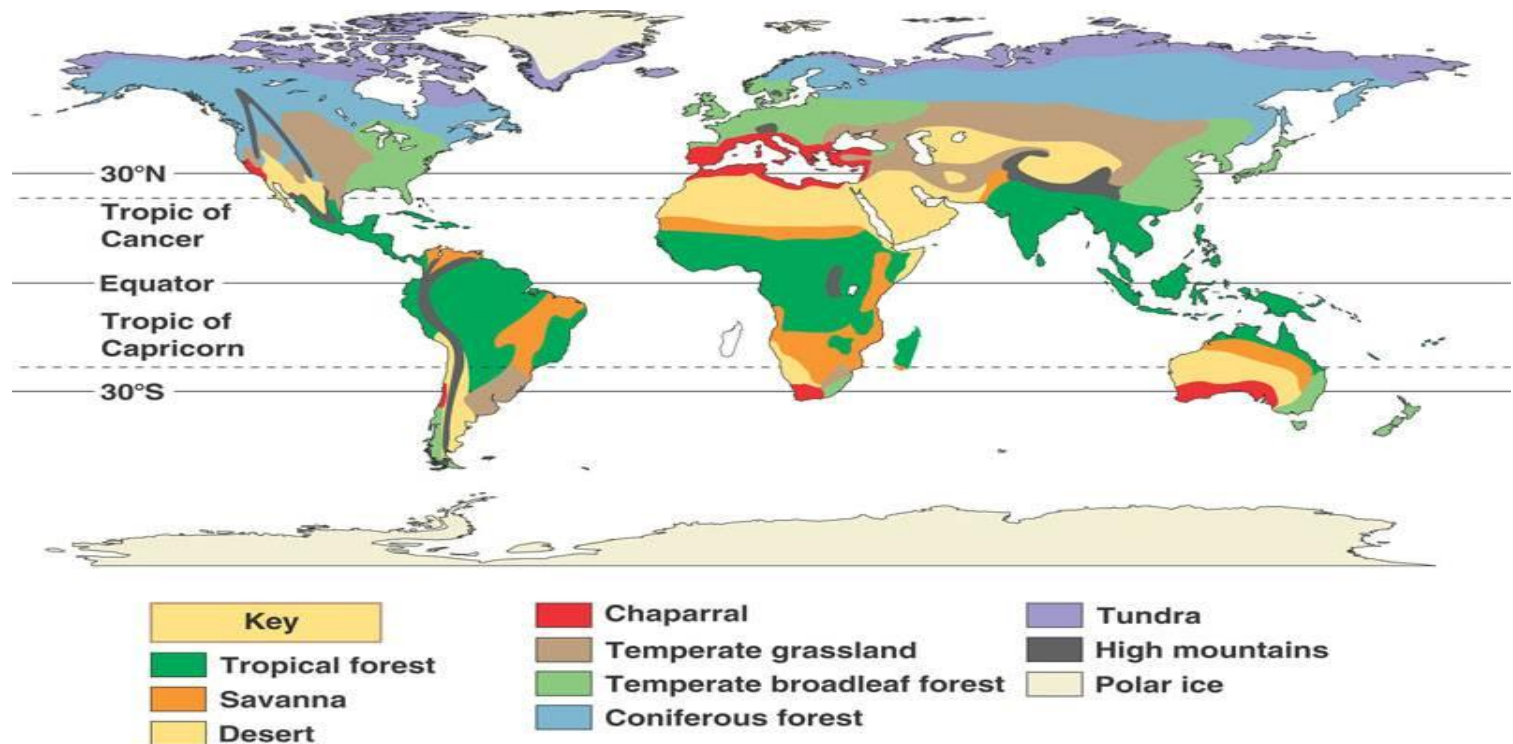 30°N
Tropic of
Cancer
Equator
Tropic of
Capricorn
30°S
Key
Tropical forest
Savanna
Desert
Chaparral
Temperate grassland
Temperate broadleaf forest
Coniferous forest
Tundra
High mountains
Polar ice